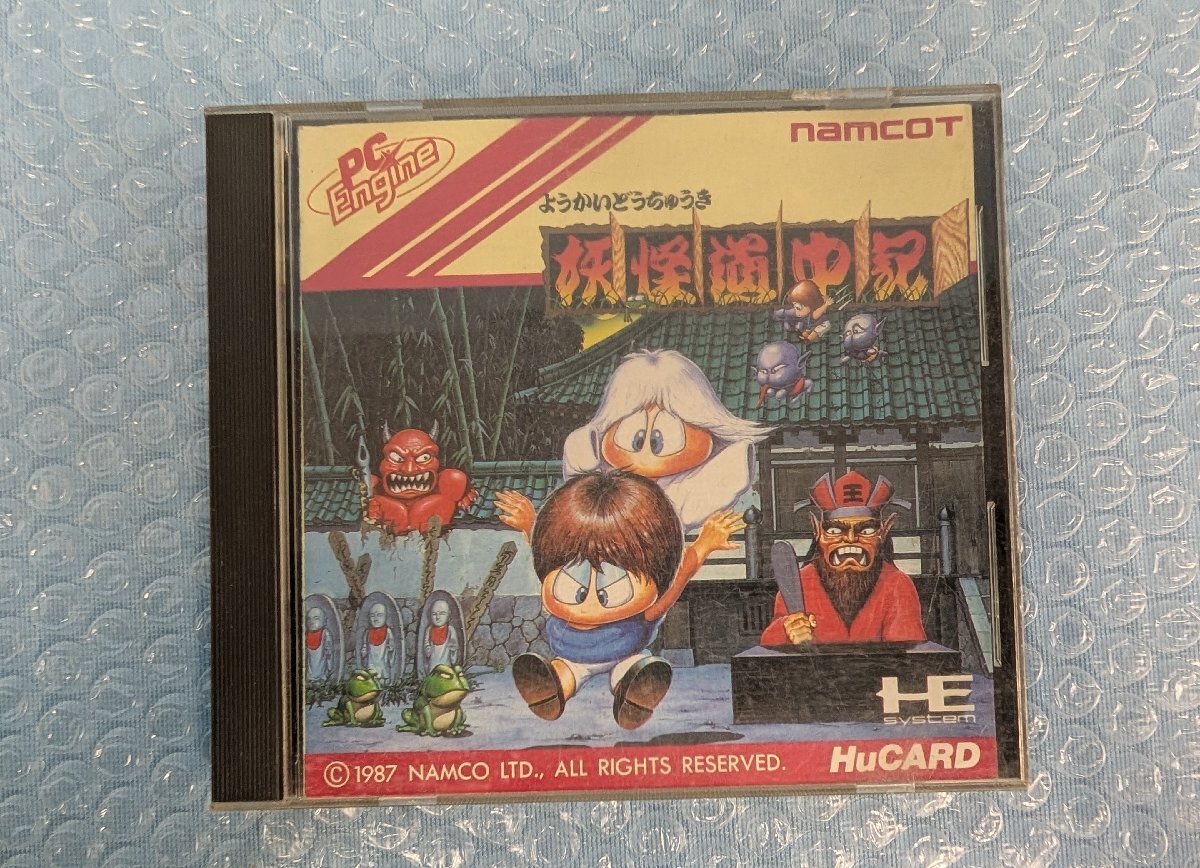 PC Engine
namcoT
ようかいどうちゅうき
妖怪道中記
王
HE
system
© 1987 NAMCO LTD., ALL RIGHTS RESERVED.
HuCARD